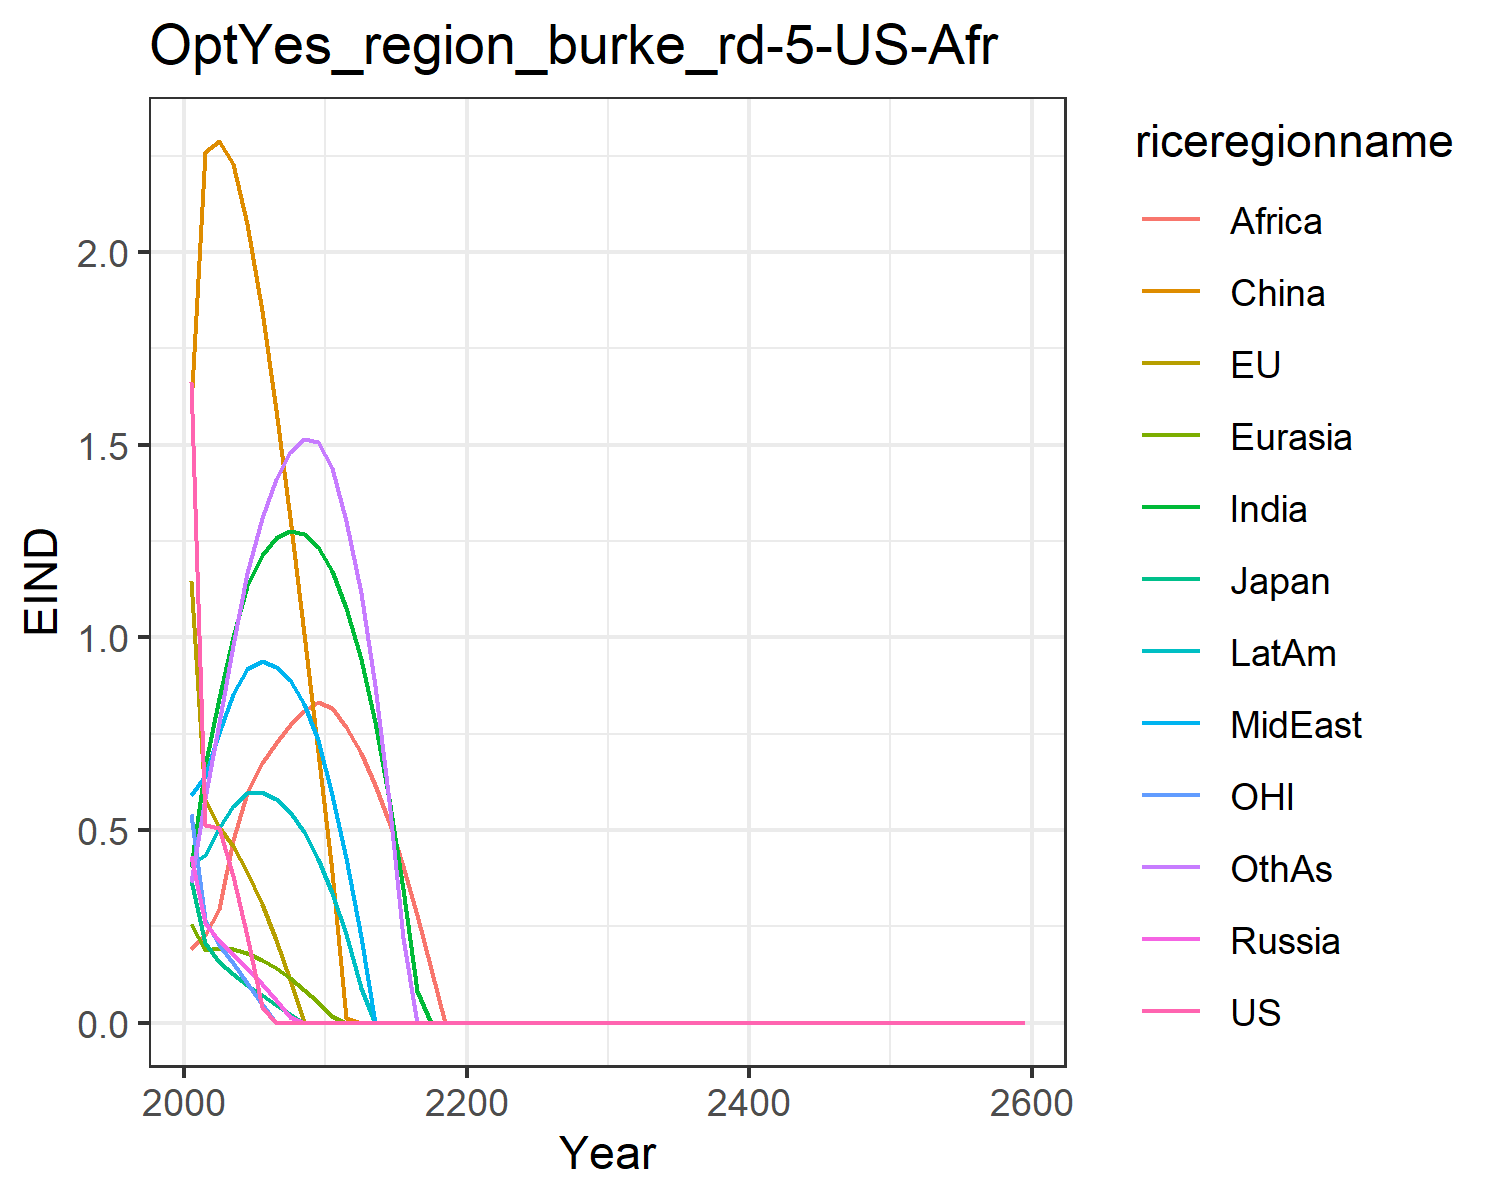 OptYes_region_burke_rd-5-US-Afr
EIND
2.0
1.5
1.0
0.5
0.0
2000
2200
2400
2600
Year
riceregionname
Africa
China
EU
Eurasia
India
Japan
LatAm
MidEast
OHI
OthAs
Russia
US